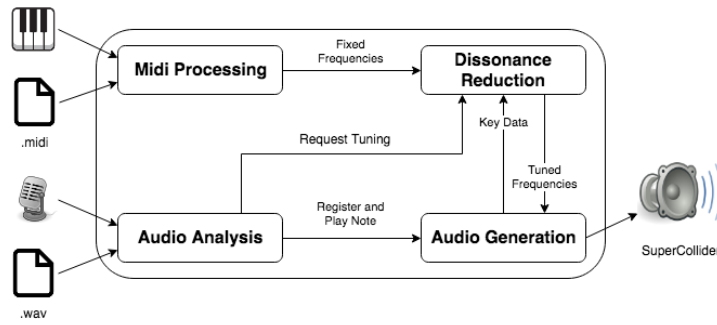 Midi Processing
Fixed
Frequencies
Dissonance
Reduction
.midi
Request Tuning
Key Data
Tuned
Frequencies
Register and
Play Note
Audio Analysis
Audio Generation
SuperCollider
.wav